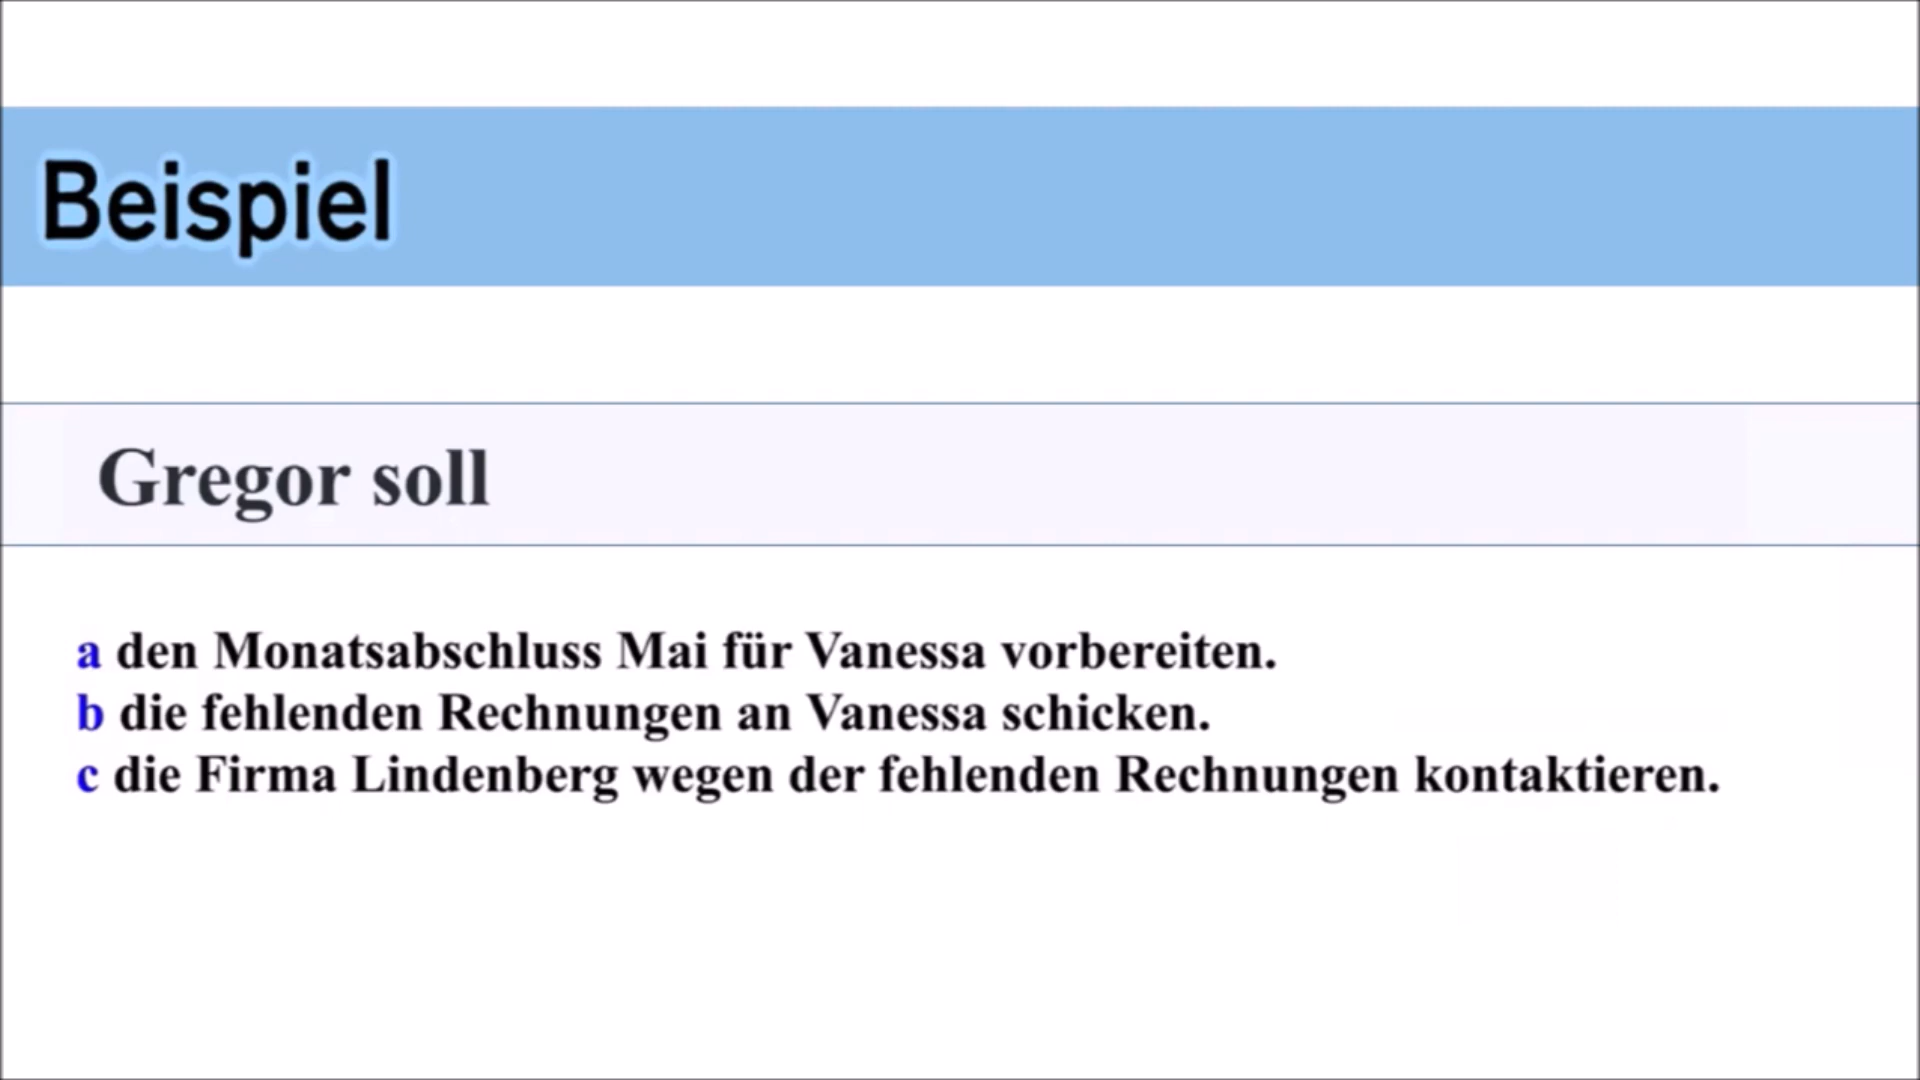 Beispiel
Gregor soll
a den Monatsabschluss Mai für Vanessa vorbereiten.
b die fehlenden Rechnungen an Vanessa schicken.
c die Firma Lindenberg wegen der fehlenden Rechnungen kontaktieren.